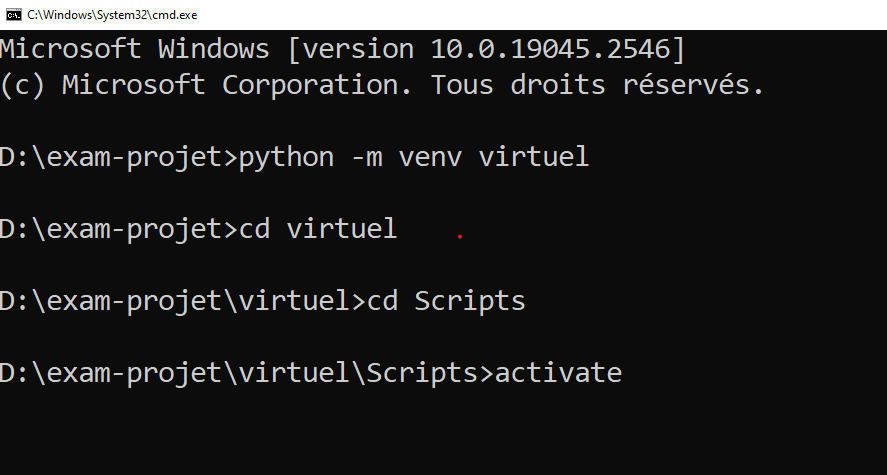 C:\Windows\System32\cmd.exe
Microsoft Windows [version 10.0.19045.2546]
(c) Microsoft Corporation. Tous droits réservés.
D:\exam-projet>python -m venv virtuel
D:\exam-projet>cd virtuel
D:\exam-projet\virtuel>cd Scripts
D:\exam-projet\virtuel\Scripts>activate